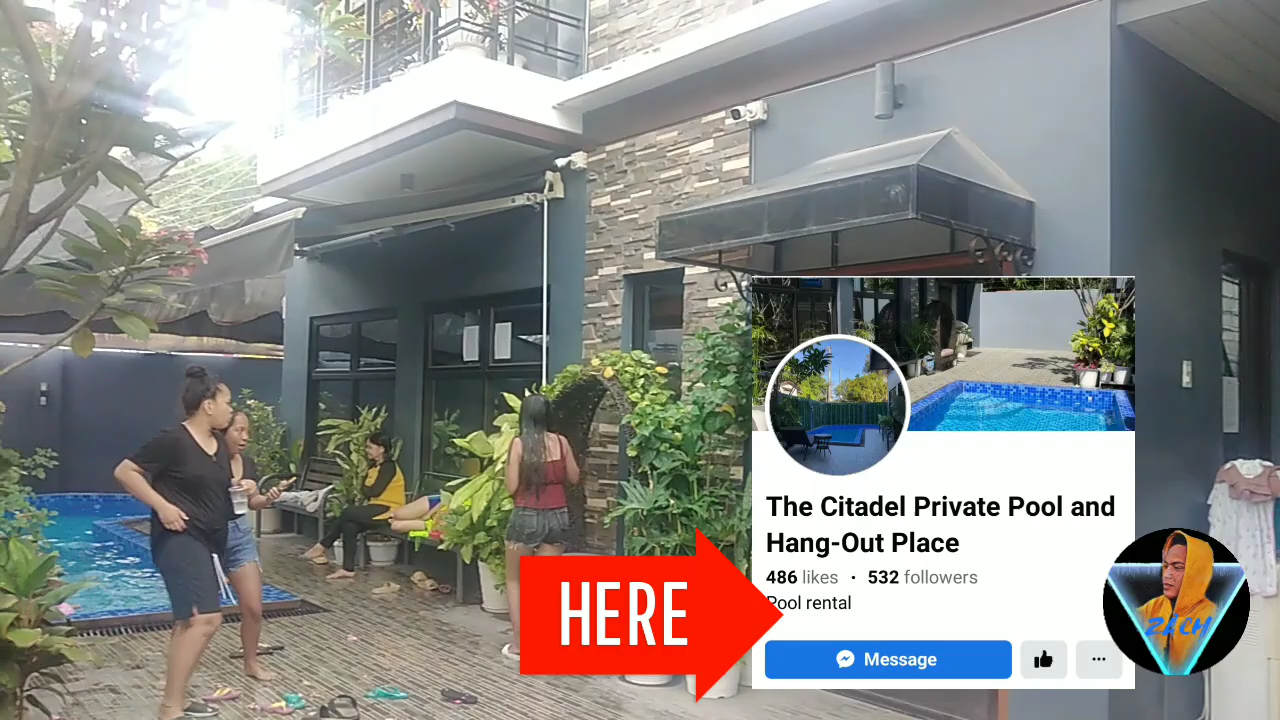 The Citadel Private Pool and
Hang-Out Place
486 likes · 532 followers
Pool rental
HERE
Message
ZACH